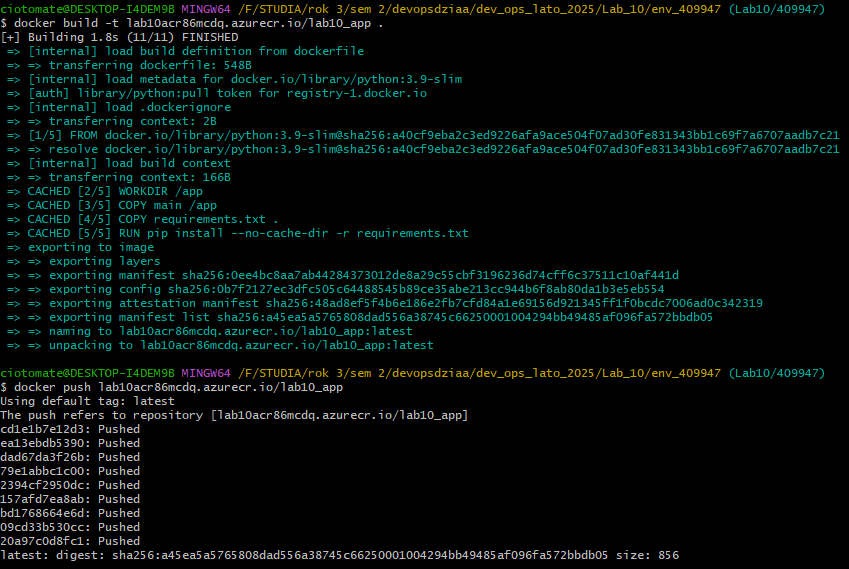 ciotomate@DESKTOP-I4DEM9B MINGW64 /F/STUDIA/rok 3/sem 2/devopsdziaa/dev_ops_lato_2025/Lab_10/env_409947 (Lab10/409947)
$ docker build -t lab10acr86mcdq.azurecr.io/lab10_app .
[+] Building 1.8s (11/11) FINISHED
=> [internal] load build definition from dockerfile
=> => transferring dockerfile: 548B
=> [internal] load metadata for docker.io/library/python:3.9-slim
=> [auth] library/python:pull token for registry-1.docker.io
=> [internal] load .dockerignore
=> => transferring context: 2B
=> [1/5] FROM docker.io/library/python:3.9-slim@sha256:a40cf9eba2c3ed9226afa9ace504f07ad30fe831343bb1c69f7a6707aadb7c21
=> => resolve docker.io/library/python:3.9-slim@sha256:a40cf9eba2c3ed9226afa9ace504f07ad30fe831343bb1c69f7a6707aadb7c21
=> [internal] load build context
=> => transferring context: 166B
=> CACHED [2/5] WORKDIR /app
=> CACHED [3/5] COPY main /app
=> CACHED [4/5] COPY requirements.txt .
=> CACHED [5/5] RUN pip install --no-cache-dir -r requirements.txt
=> exporting to image
=> => exporting layers
=> => exporting manifest sha256:0ee4bc8aa7ab44284373012de8a29c55cbf3196236d74cff6c37511c10af441d
=> => exporting config sha256:0b7f2127ec3dfc505c64488545b89ce35abe213cc944b6f8ab80da1b3e5eb554
=> => exporting attestation manifest sha256:48ad8ef5f4b6e186e2fb7cfd84a1e69156d921345ff1f0bcdc7006ad0c342319
=> => exporting manifest list sha256:a45ea5a5765808dad556a38745c66250001004294bb49485af096fa572bbdb05
=> => naming to lab10acr86mcdq.azurecr.io/lab10_app:latest
=> => unpacking to lab10acr86mcdq.azurecr.io/lab10_app:latest
ciotomate@DESKTOP-I4DEM9B MINGW64 /F/STUDIA/rok 3/sem 2/devopsdziaa/dev_ops_lato_2025/Lab_10/env_409947 (Lab10/409947)
$ docker push lab10acr86mcdq.azurecr.io/lab10_app
Using default tag: latest
The push refers to repository [lab10acr86mcdq.azurecr.io/lab10_app]
cd1e1b7e12d3: Pushed
ea13ebdb5390: Pushed
dad67da3f26b: Pushed
79e1abbc1c00: Pushed
2394cf2950dc: Pushed
157afd7ea8ab: Pushed
bd1768664e6d: Pushed
09cd33b530cc: Pushed
20a97c0d8fc1: Pushed
latest: digest: sha256:a45ea5a5765808dad556a38745c66250001004294bb49485af096fa572bbdb05 size: 856